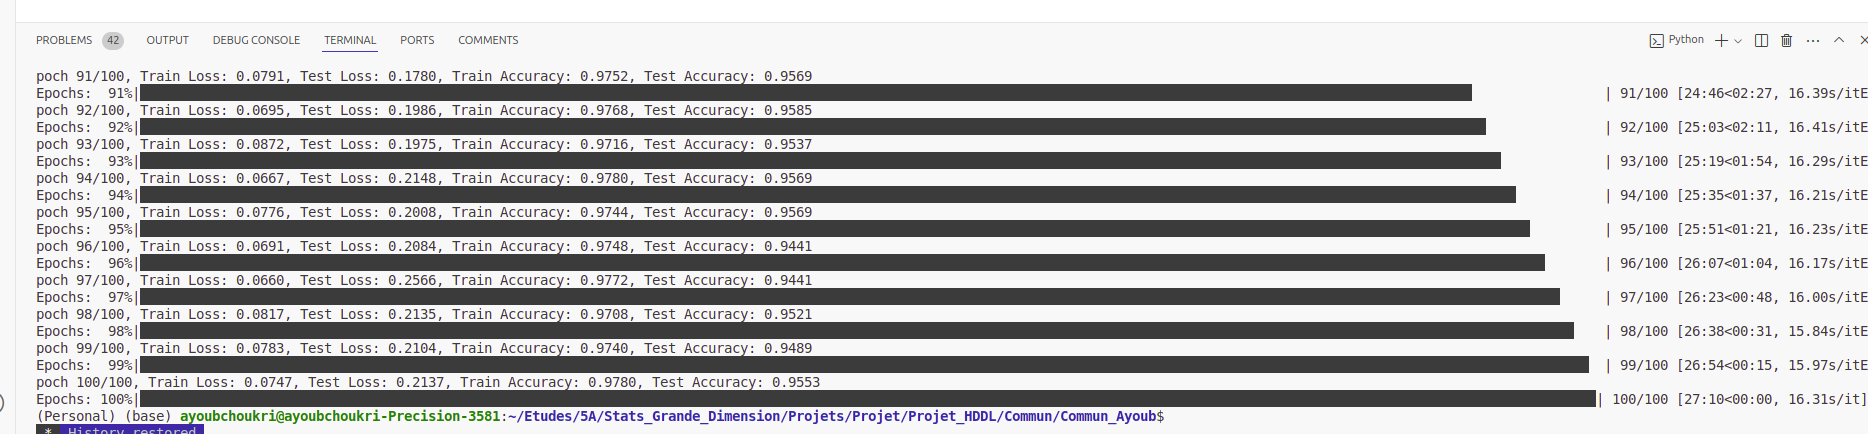 PROBLEMS 42 OUTPUT DEBUG CONSOLE TERMINAL PORTS COMMENTS Python
poch 91/100, Train Loss: 0.0791, Test Loss: 0.1780, Train Accuracy: 0.9752, Test Accuracy: 0.9569
Epochs:  91%| | 91/100 [24:46<02:27, 16.39s/itE
poch 92/100, Train Loss: 0.0695, Test Loss: 0.1986, Train Accuracy: 0.9768, Test Accuracy: 0.9585
Epochs:  92%| | 92/100 [25:03<02:11, 16.41s/itE
poch 93/100, Train Loss: 0.0872, Test Loss: 0.1975, Train Accuracy: 0.9716, Test Accuracy: 0.9537
Epochs:  93%| | 93/100 [25:19<01:54, 16.29s/itE
poch 94/100, Train Loss: 0.0667, Test Loss: 0.2148, Train Accuracy: 0.9780, Test Accuracy: 0.9569
Epochs:  94%| | 94/100 [25:35<01:37, 16.21s/itE
poch 95/100, Train Loss: 0.0776, Test Loss: 0.2008, Train Accuracy: 0.9744, Test Accuracy: 0.9569
Epochs:  95%| | 95/100 [25:51<01:21, 16.23s/itE
poch 96/100, Train Loss: 0.0691, Test Loss: 0.2084, Train Accuracy: 0.9748, Test Accuracy: 0.9441
Epochs:  96%| | 96/100 [26:07<01:04, 16.17s/itE
poch 97/100, Train Loss: 0.0660, Test Loss: 0.2566, Train Accuracy: 0.9772, Test Accuracy: 0.9441
Epochs:  97%| | 97/100 [26:23<00:48, 16.00s/itE
poch 98/100, Train Loss: 0.0817, Test Loss: 0.2135, Train Accuracy: 0.9708, Test Accuracy: 0.9521
Epochs:  98%| | 98/100 [26:38<00:31, 15.84s/itE
poch 99/100, Train Loss: 0.0783, Test Loss: 0.2104, Train Accuracy: 0.9740, Test Accuracy: 0.9489
Epochs:  99%| | 99/100 [26:54<00:15, 15.97s/itE
poch 100/100, Train Loss: 0.0747, Test Loss: 0.2137, Train Accuracy: 0.9780, Test Accuracy: 0.9553
Epochs: 100%| | 100/100 [27:10<00:00, 16.31s/it]
(Personal) (base) ayoubchoukri@ayoubchoukri-Precision-3581:~/Etudes/5A/Stats_Grande_Dimension/Projets/Projet/Projet_HDDL/Commun/Commun_Ayoub$
* History restored